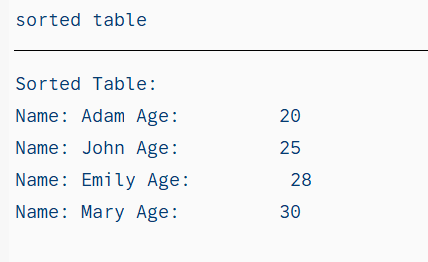 sorted table
Sorted Table:
Name: Adam Age:         20
Name: John Age:         25
Name: Emily Age:         28
Name: Mary Age:         30